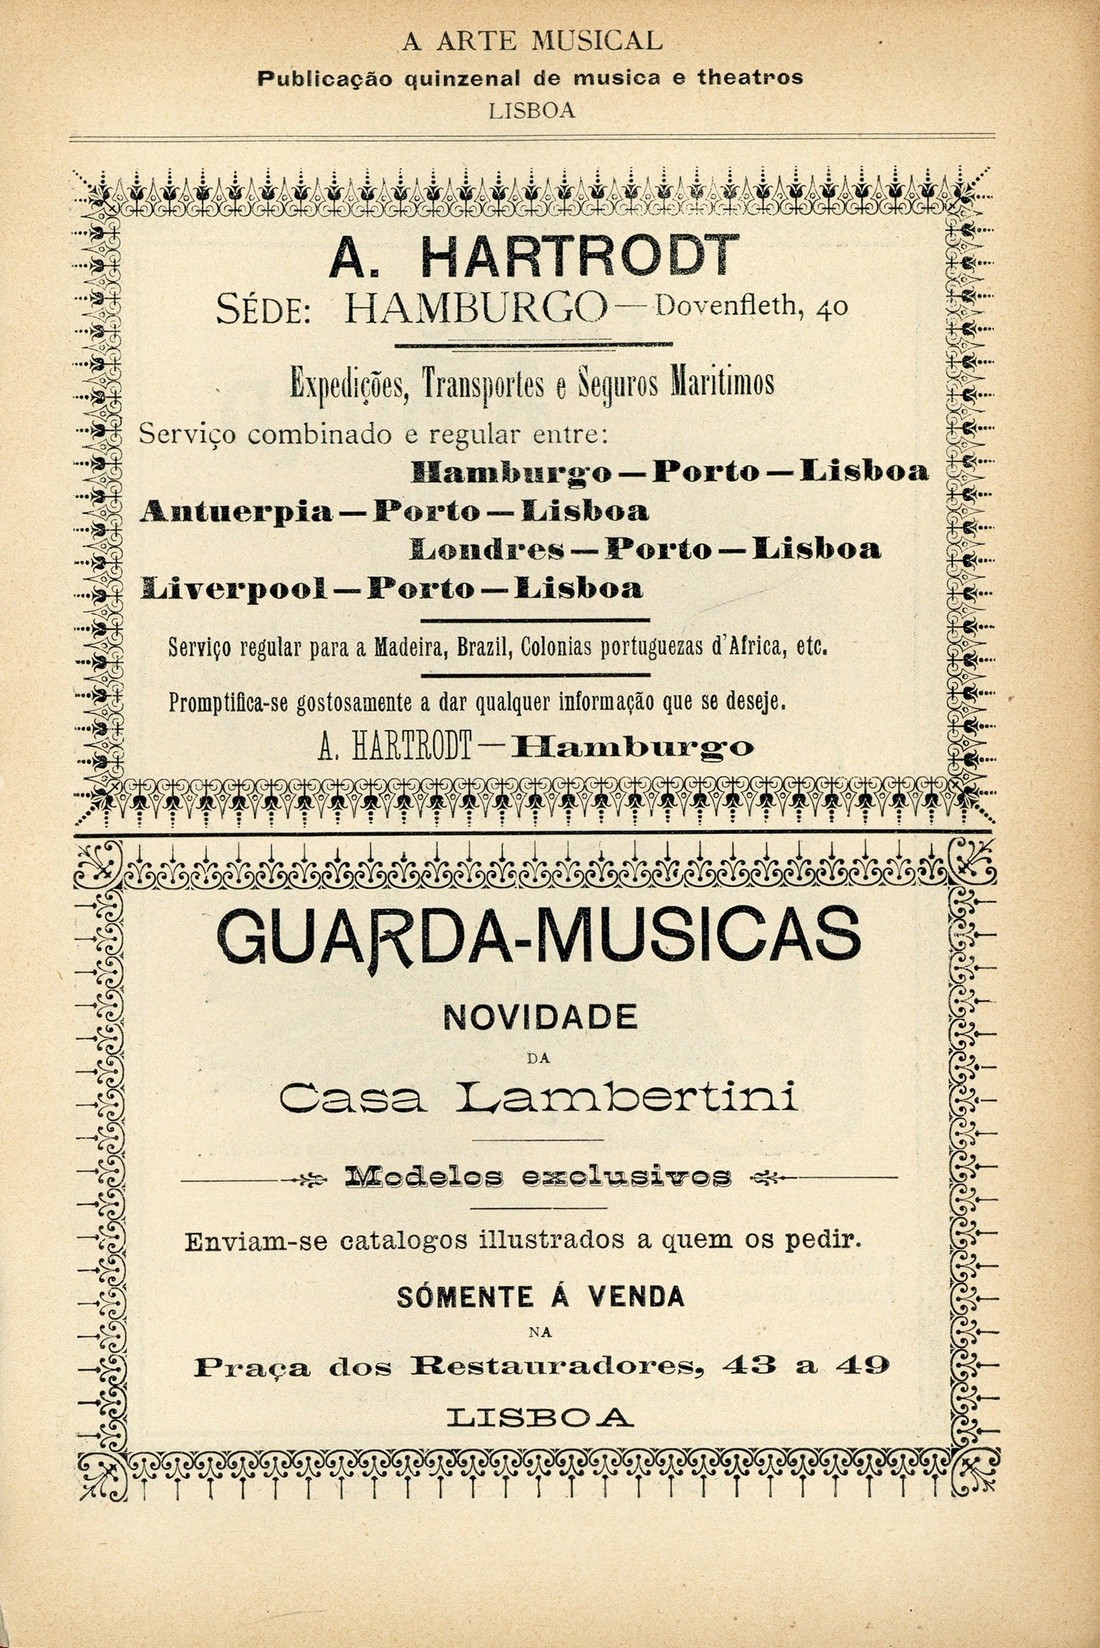 A ARTE MUSICAL
Publicação quinzenal de musica e theatros
LISBOA
A. HARTRODT
SÉDE: HAMBURGO — Dovenfleth, 40
Expedições, Transportes e Seguros Maritimos
Serviço combinado e regular entre:
Hamburgo — Porto — Lisboa
Antuerpia — Porto — Lisboa
Londres — Porto — Lisboa
Liverpool — Porto — Lisboa
Serviço regular para a Madeira, Brazil, Colonias portuguezas d'Africa, etc.
Promptifica-se gostosamente a dar qualquer informação que se deseje.
A. HARTRODT — Hamburgo
GUARDA-MUSICAS
NOVIDADE
DA
Casa Lambertini
Modelos exclusivos
Enviam-se catalogos illustrados a quem os pedir.
SÓMENTE Á VENDA
NA
Praça dos Restauradores, 43 a 49
LISBOA